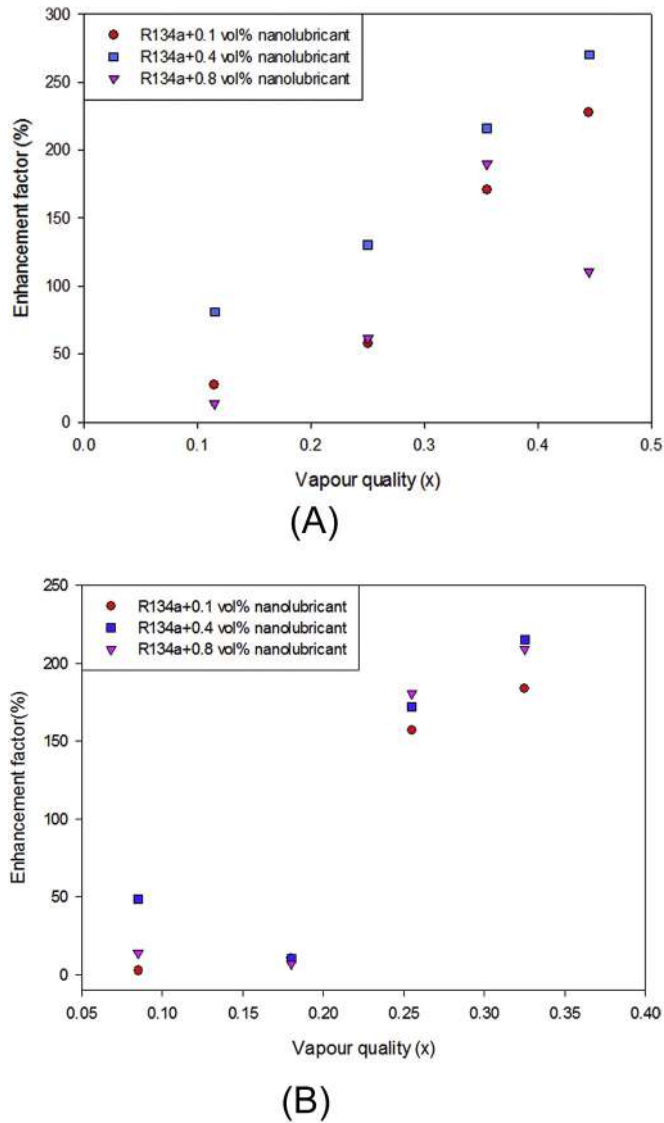 300
250
200
150
100
50
0
Enhancement factor (%)
R134a+0.1 vol% nanolubricant
R134a+0.4 vol% nanolubricant
R134a+0.8 vol% nanolubricant
0.0 0.1 0.2 0.3 0.4 0.5
Vapour quality (x)
(A)
250
200
150
100
50
0
Enhancement factor(%)
R134a+0.1 vol% nanolubricant
R134a+0.4 vol% nanolubricant
R134a+0.8 vol% nanolubricant
0.05 0.10 0.15 0.20 0.25 0.30 0.35 0.40
Vapour quality (x)
(B)